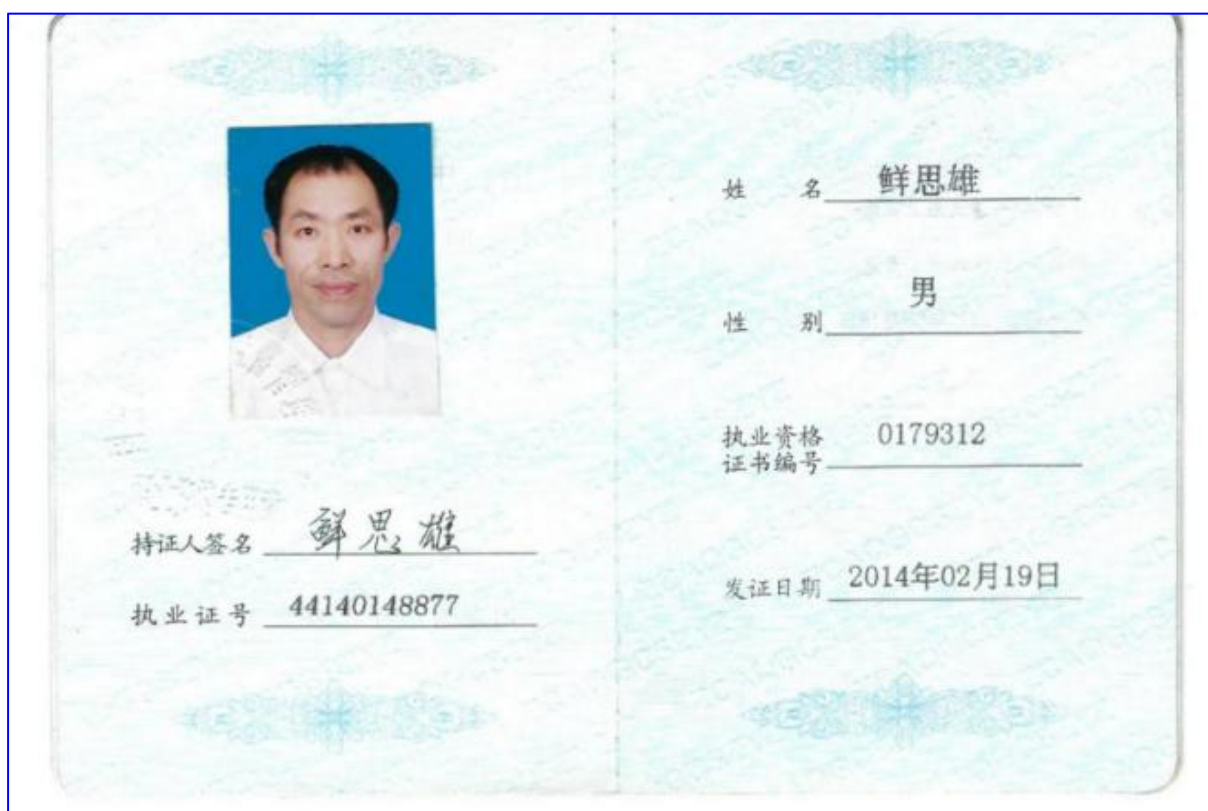 持证人签名 鲜思雄
执业证号 44140148877
姓 名 鲜思雄
性 别 男
执业资格
证书编号 0179312
发证日期 2014年02月19日